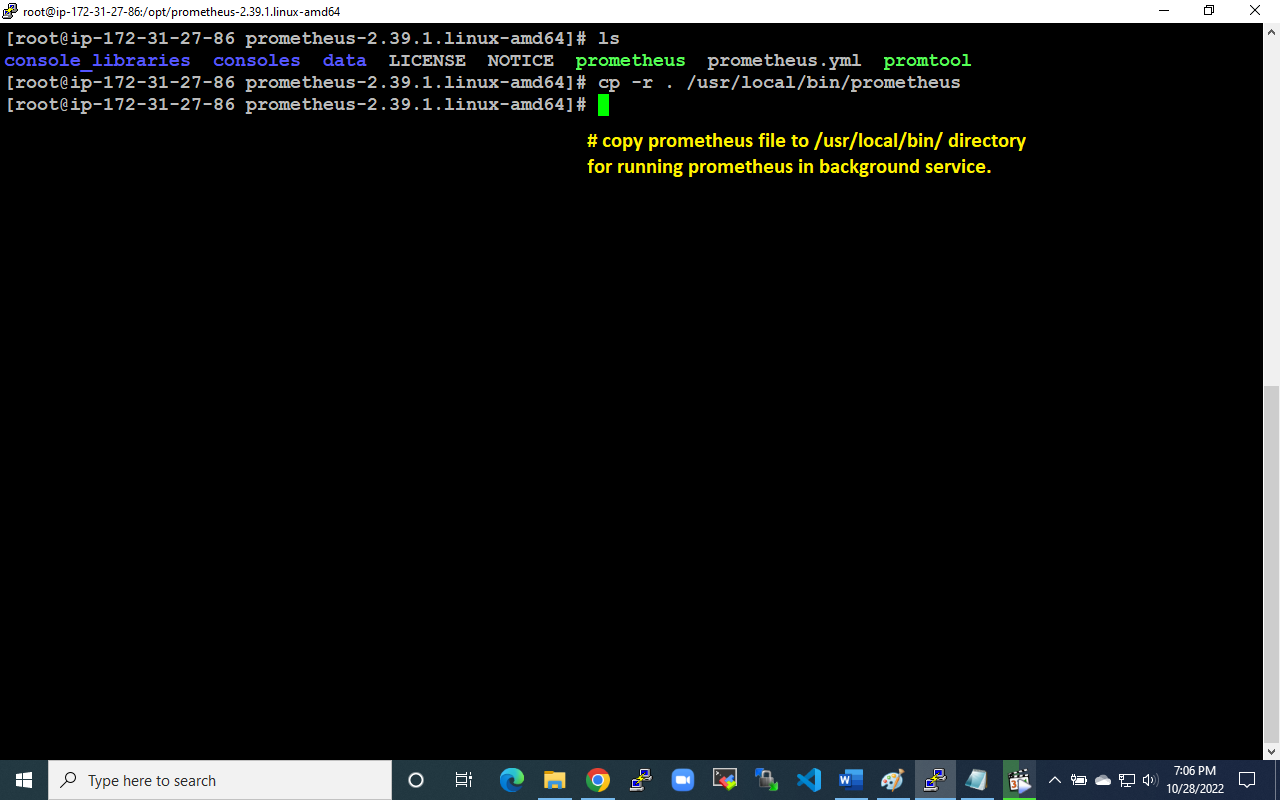 root@ip-172-31-27-86:/opt/prometheus-2.39.1.linux-amd64
[root@ip-172-31-27-86 prometheus-2.39.1.linux-amd64]# ls
console_libraries consoles data LICENSE NOTICE prometheus prometheus.yml promtool
[root@ip-172-31-27-86 prometheus-2.39.1.linux-amd64]# cp -r . /usr/local/bin/prometheus
[root@ip-172-31-27-86 prometheus-2.39.1.linux-amd64]#
# copy prometheus file to /usr/local/bin/ directory
for running prometheus in background service.
Type here to search
7:06 PM
10/28/2022